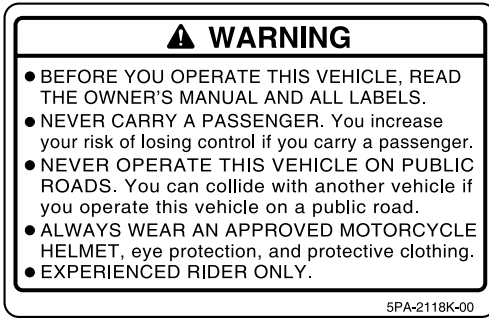 WARNING
● BEFORE YOU OPERATE THIS VEHICLE, READ
THE OWNER'S MANUAL AND ALL LABELS.
● NEVER CARRY A PASSENGER. You increase
your risk of losing control if you carry a passenger.
● NEVER OPERATE THIS VEHICLE ON PUBLIC
ROADS. You can collide with another vehicle if
you operate this vehicle on a public road.
● ALWAYS WEAR AN APPROVED MOTORCYCLE
HELMET, eye protection, and protective clothing.
● EXPERIENCED RIDER ONLY.
5PA-2118K-00